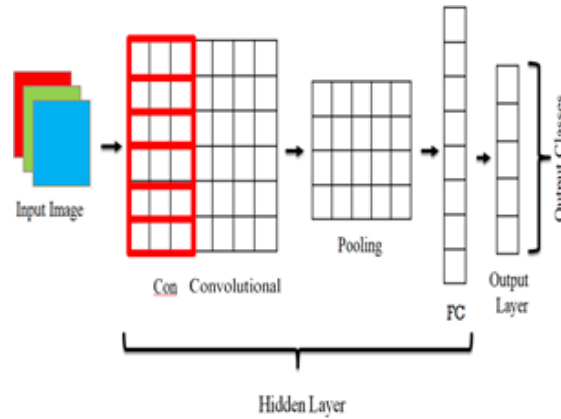 Input Image
Con Convolutional
Pooling
FC
Output
Layer
Output Classes
Hidden Layer